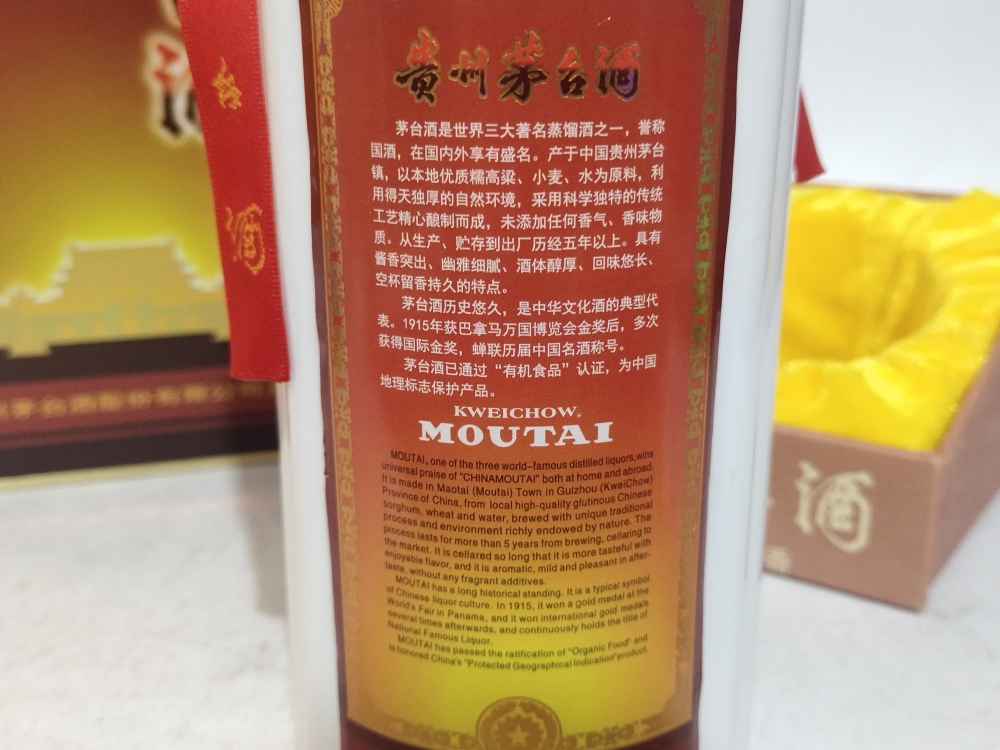 贵州茅台酒
茅台酒是世界三大著名蒸馏酒之一，誉称
国酒，在国内外享有盛名。产于中国贵州茅台
镇，以本地优质糯高粱、小麦、水为原料，利
用得天独厚的自然环境，采用科学独特的传统
工艺精心酿制而成，未添加任何香气、香味物
质。从生产、贮存到出厂历经五年以上。具有
酱香突出、幽雅细腻、酒体醇厚、回味悠长、
空杯留香持久的特点。
茅台酒历史悠久，是中华文化酒的典型代
表。1915年获巴拿马万国博览会金奖后，多次
获得国际金奖，蝉联历届中国名酒称号。
茅台酒已通过“有机食品”认证，为中国
地理标志保护产品。
KWEICHOW
MOUTAI
MOUTAI, one of the three world-famous distilled liquors,wins
universal praise of "CHINAMOUTAI" both at home and abroad.
It is made in Maotai (Moutai) Town in Guizhou (KweiChow)
Province of China, from local high-quality glutinous Chinese
sorghum, wheat and water, brewed with unique traditional
process and environment richly endowed by nature. The
process lasts for more than 5 years from brewing, cellaring to
the market. It is cellared so long that it is more tasteful with
enjoyable flavor, and it is aromatic, mild and pleasant in after-
taste, without any fragrant additives.
MOUTAI has a long historical standing. It is a typical symbol
of Chinese liquor culture. In 1915, it won a gold medal at the
World's Fair in Panama, and it won international gold medals
several times afterwards, and continuously holds the title of
National Famous Liquor.
MOUTAI has passed the ratification of "Organic Food" and
is honored China's "Protected Geographical Indication" product.
酒
酒